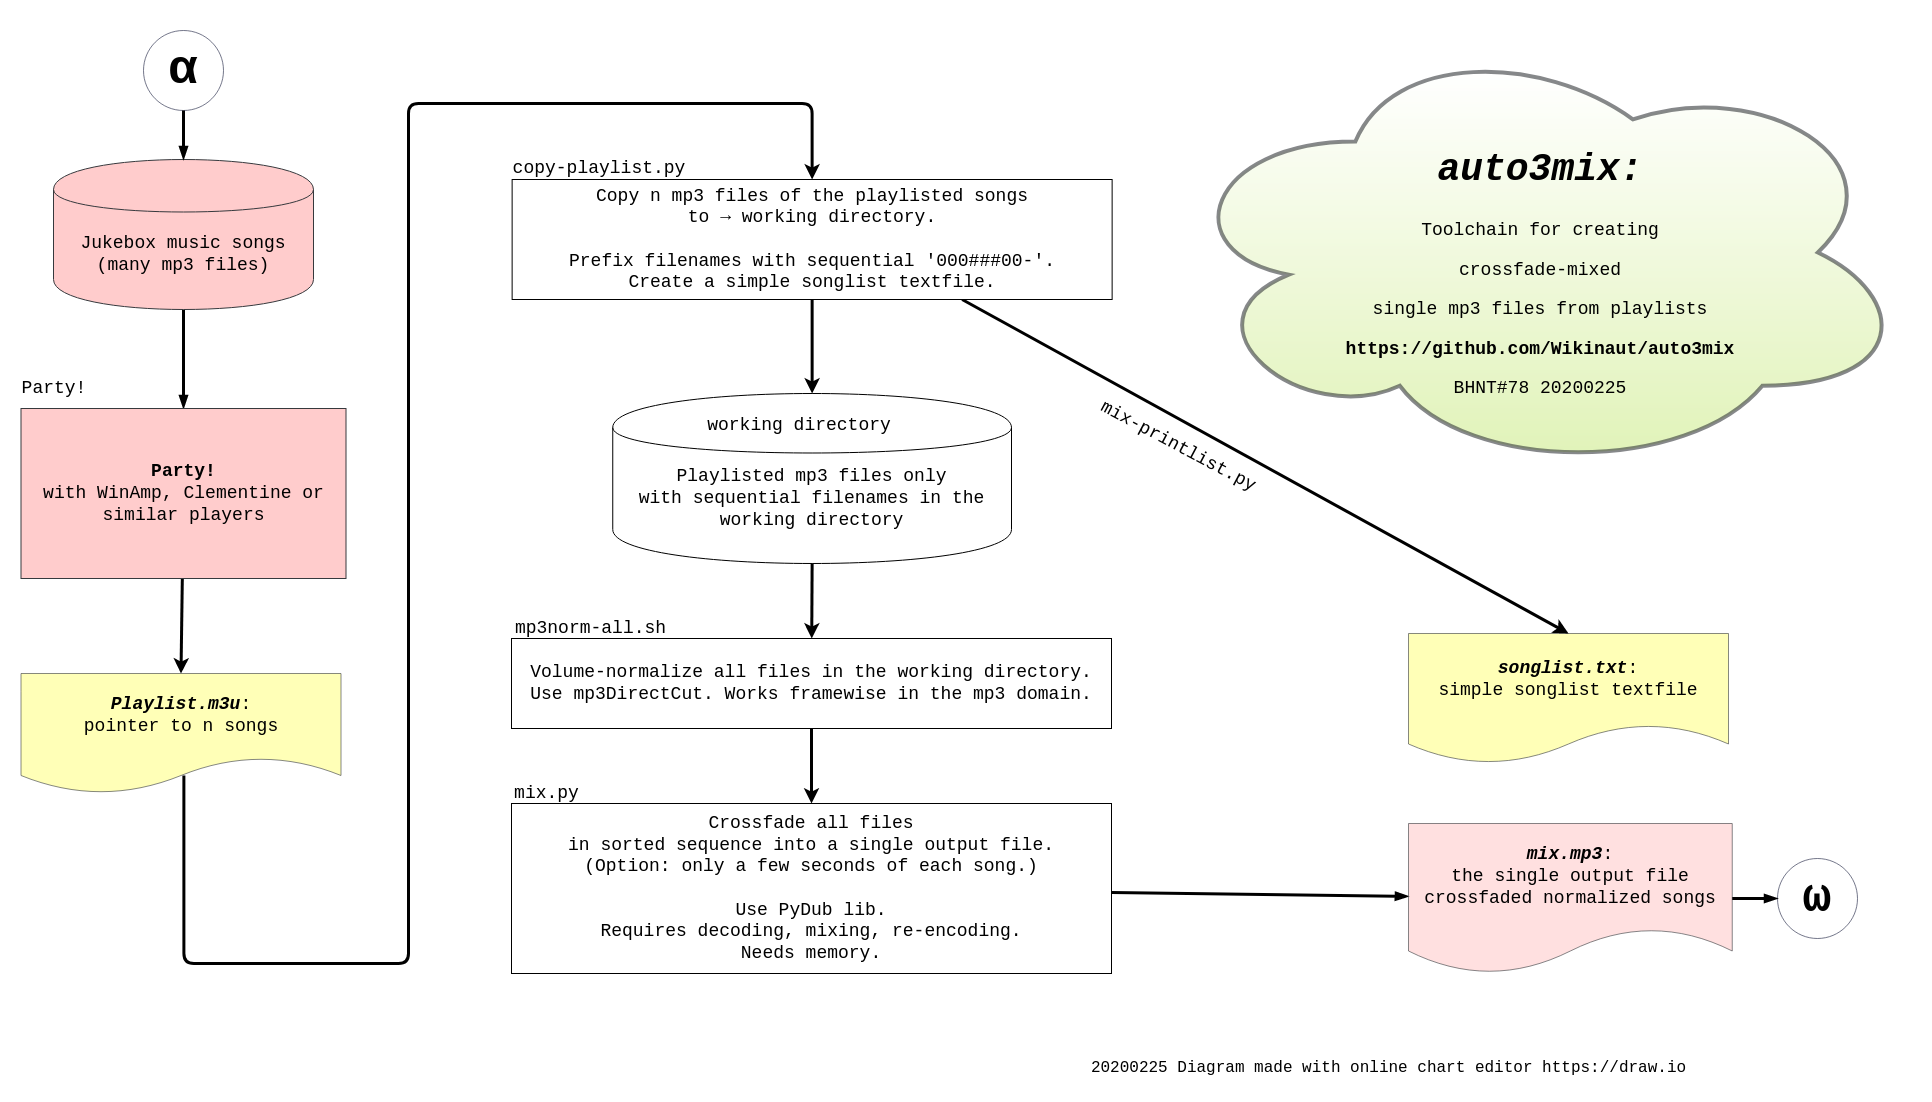 α
Jukebox music songs
(many mp3 files)
Party!
Party!
with WinAmp, Clementine or
similar players
Playlist.m3u:
pointer to n songs
copy-playlist.py
Copy n mp3 files of the playlisted songs
to → working directory.
Prefix filenames with sequential '000###00-'.
Create a simple songlist textfile.
working directory
Playlisted mp3 files only
with sequential filenames in the
working directory
mp3norm-all.sh
Volume-normalize all files in the working directory.
Use mp3DirectCut. Works framewise in the mp3 domain.
mix.py
Crossfade all files
in sorted sequence into a single output file.
(Option: only a few seconds of each song.)
Use PyDub lib.
Requires decoding, mixing, re-encoding.
Needs memory.
auto3mix:
Toolchain for creating
crossfade-mixed
single mp3 files from playlists
https://github.com/Wikinaut/auto3mix
BHNT#78 20200225
mix-printlist.py
songlist.txt:
simple songlist textfile
mix.mp3:
the single output file
crossfaded normalized songs
ω
20200225 Diagram made with online chart editor https://draw.io